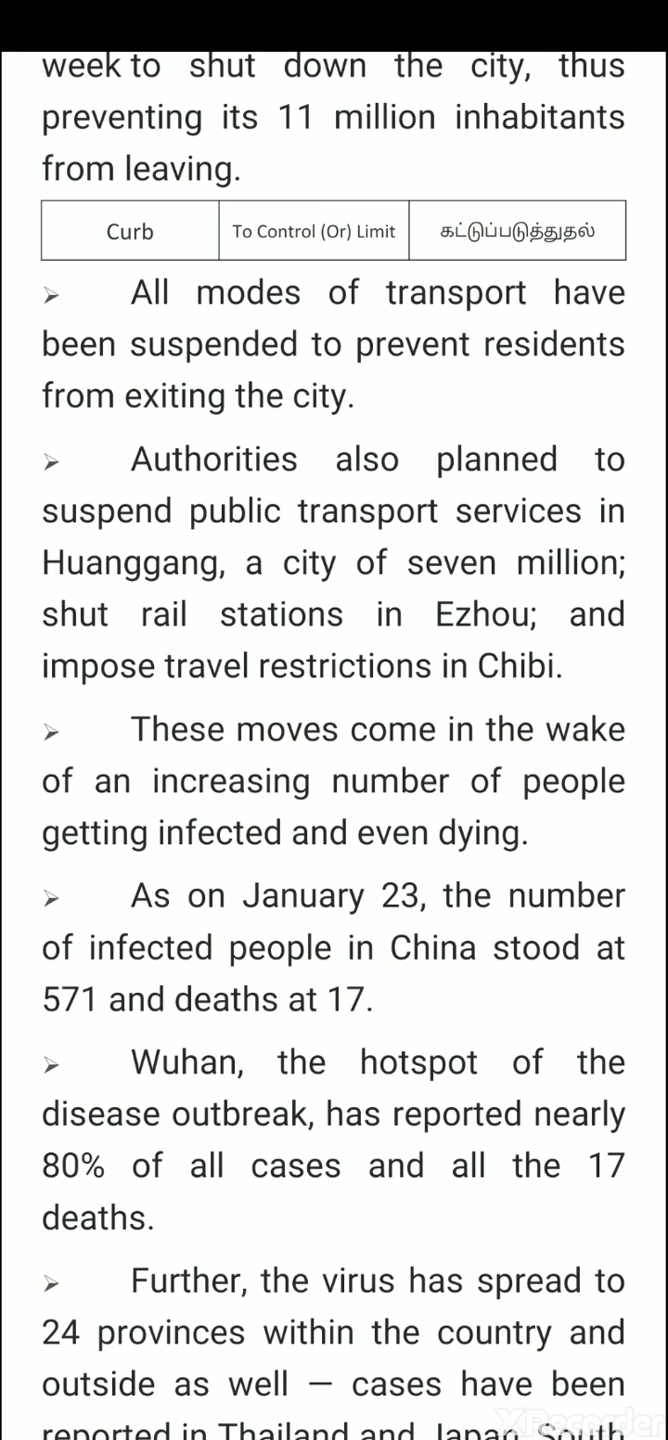 week to shut down the city, thus
preventing its 11 million inhabitants
from leaving.
Curb To Control (Or) Limit கட்டுப்படுத்துதல்
➢ All modes of transport have
been suspended to prevent residents
from exiting the city.
➢ Authorities also planned to
suspend public transport services in
Huanggang, a city of seven million;
shut rail stations in Ezhou; and
impose travel restrictions in Chibi.
➢ These moves come in the wake
of an increasing number of people
getting infected and even dying.
➢ As on January 23, the number
of infected people in China stood at
571 and deaths at 17.
➢ Wuhan, the hotspot of the
disease outbreak, has reported nearly
80% of all cases and all the 17
deaths.
➢ Further, the virus has spread to
24 provinces within the country and
outside as well — cases have been
reported in Thailand and Japan, South
XRecorder